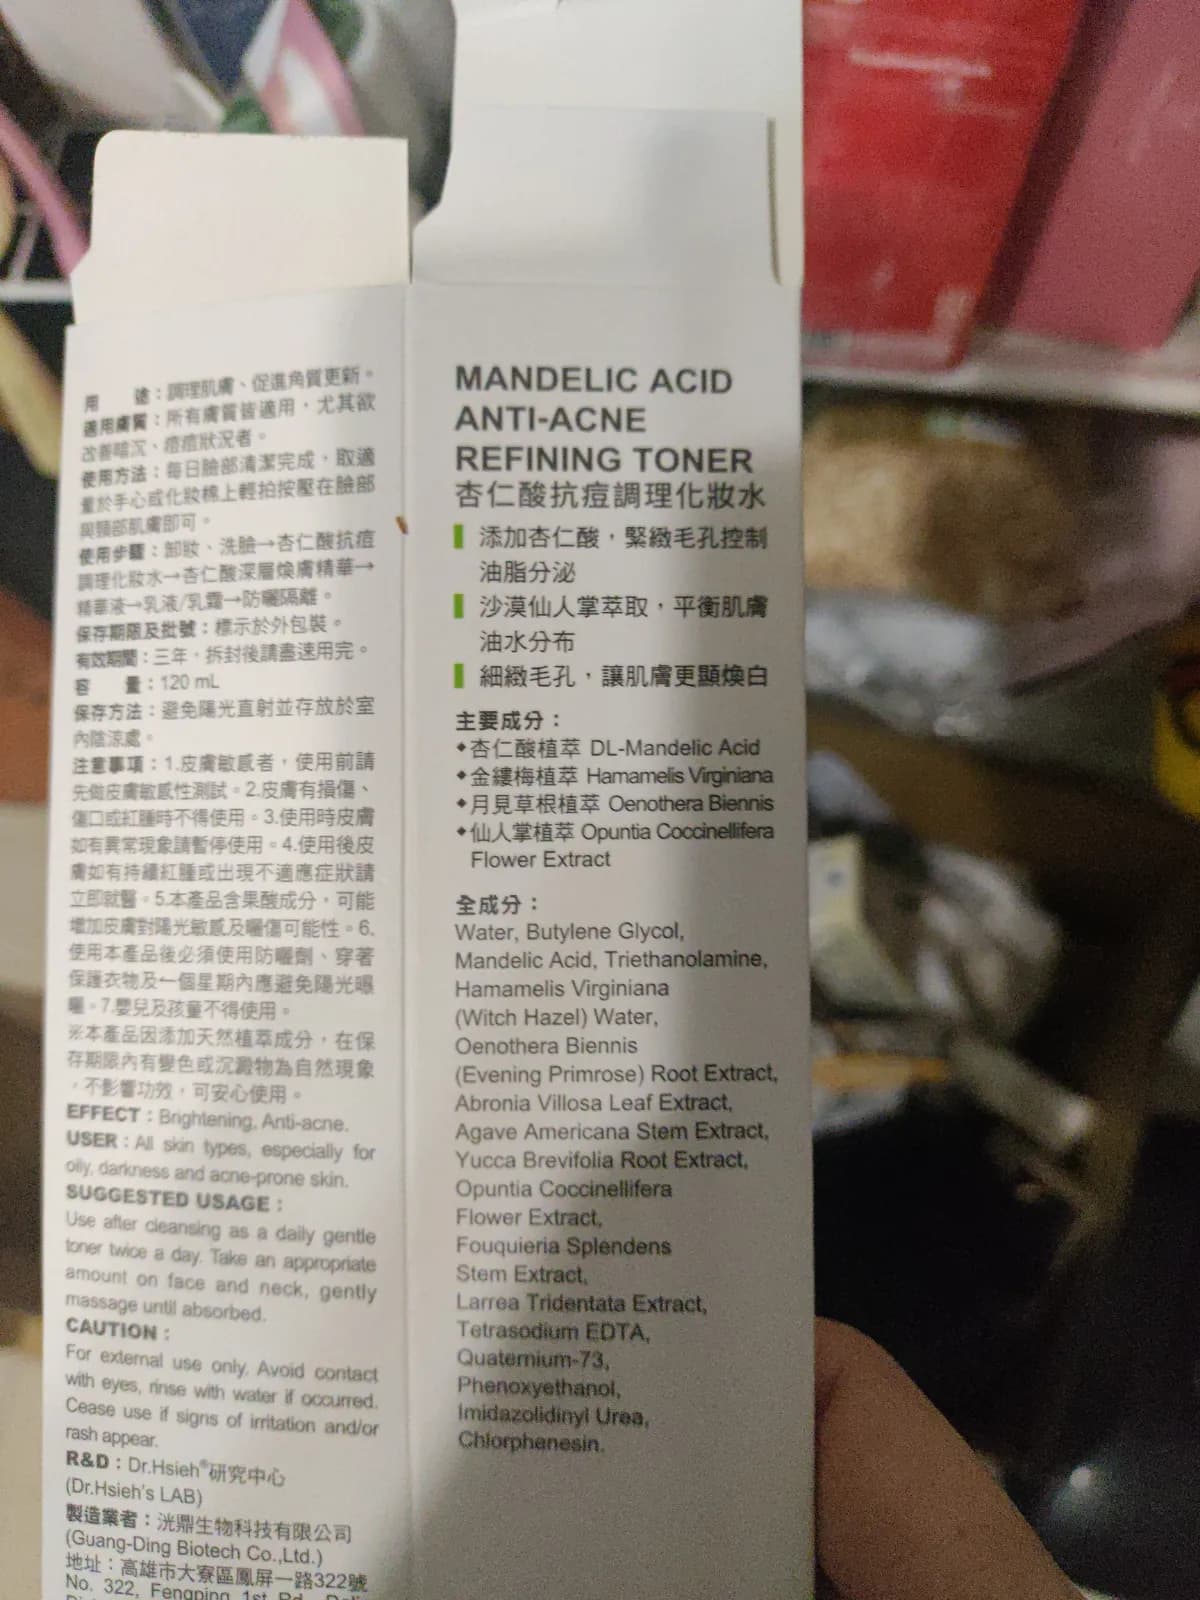 用　　途：調理肌膚、促進角質更新。
適用膚質：所有膚質皆適用，尤其欲
改善暗沉、痘痘狀況者。
使用方法：每日臉部清潔完成，取適
量於手心或化妝棉上輕拍按壓在臉部
與頸部肌膚即可。
使用步驟：卸妝、洗臉→杏仁酸抗痘
調理化妝水→杏仁酸深層煥膚精華→
精華液→乳液/乳霜→防曬隔離。
保存期限及批號：標示於外包裝。
有效期間：三年，拆封後請盡速用完。
容　　量：120 mL
保存方法：避免陽光直射並存放於室
內陰涼處。
注意事項：1.皮膚敏感者，使用前請
先做皮膚敏感性測試。2.皮膚有損傷、
傷口或紅腫時不得使用。3.使用時皮膚
如有異常現象請暫停使用。4.使用後皮
膚如有持續紅腫或出現不適應症狀請
立即就醫。5.本產品含果酸成分，可能
增加皮膚對陽光敏感及曬傷可能性。6.
使用本產品後必須使用防曬劑、穿著
保護衣物及一個星期內應避免陽光曝
曬。7.嬰兒及孩童不得使用。
※本產品因添加天然植萃成分，在保
存期限內有變色或沉澱物為自然現象
，不影響功效，可安心使用。
EFFECT：Brightening, Anti-acne.
USER：All skin types, especially for
oily, darkness and acne-prone skin.
SUGGESTED USAGE：
Use after cleansing as a daily gentle
toner twice a day. Take an appropriate
amount on face and neck, gently
massage until absorbed.
CAUTION：
For external use only. Avoid contact
with eyes, rinse with water if occurred.
Cease use if signs of irritation and/or
rash appear.
R&D：Dr.Hsieh®研究中心
(Dr.Hsieh's LAB)
製造業者：洸鼎生物科技有限公司
(Guang-Ding Biotech Co.,Ltd.)
地址：高雄市大寮區鳳屏一路322號
No. 322, Fengping 1st Rd.,
MANDELIC ACID
ANTI-ACNE
REFINING TONER
杏仁酸抗痘調理化妝水
添加杏仁酸，緊緻毛孔控制
油脂分泌
沙漠仙人掌萃取，平衡肌膚
油水分布
細緻毛孔，讓肌膚更顯煥白
主要成分：
◆杏仁酸植萃 DL-Mandelic Acid
◆金縷梅植萃 Hamamelis Virginiana
◆月見草根植萃 Oenothera Biennis
◆仙人掌植萃 Opuntia Coccinellifera
Flower Extract
全成分：
Water, Butylene Glycol,
Mandelic Acid, Triethanolamine,
Hamamelis Virginiana
(Witch Hazel) Water,
Oenothera Biennis
(Evening Primrose) Root Extract,
Abronia Villosa Leaf Extract,
Agave Americana Stem Extract,
Yucca Brevifolia Root Extract,
Opuntia Coccinellifera
Flower Extract,
Fouquieria Splendens
Stem Extract,
Larrea Tridentata Extract,
Tetrasodium EDTA,
Quaternium-73,
Phenoxyethanol,
Imidazolidinyl Urea,
Chlorphenesin.